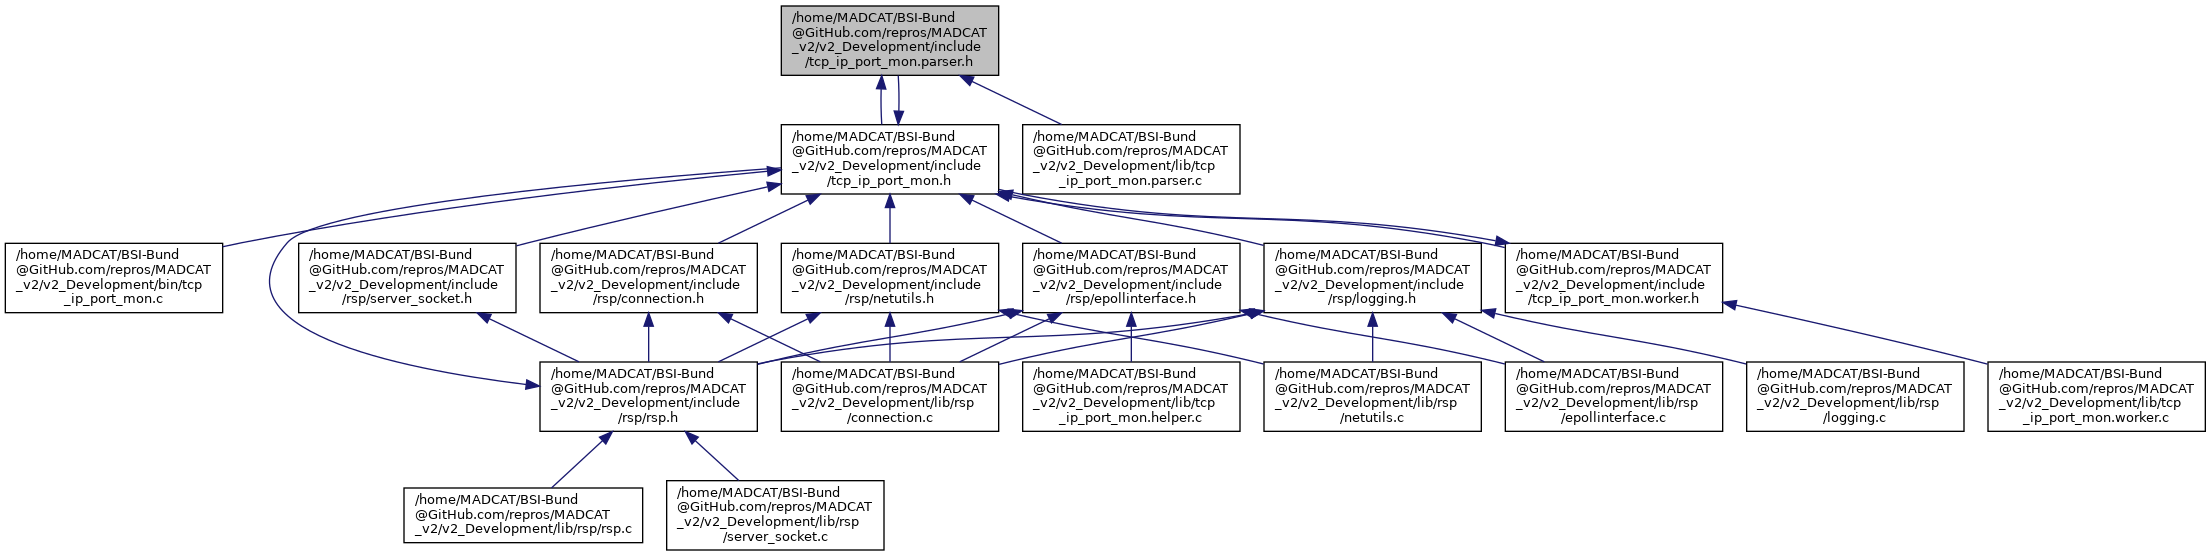 /home/MADCAT/BSI-Bund
@GitHub.com/repros/MADCAT
_v2/v2_Development/include
/tcp_ip_port_mon.parser.h
/home/MADCAT/BSI-Bund
@GitHub.com/repros/MADCAT
_v2/v2_Development/include
/tcp_ip_port_mon.h
/home/MADCAT/BSI-Bund
@GitHub.com/repros/MADCAT
_v2/v2_Development/lib/tcp
_ip_port_mon.parser.c
/home/MADCAT/BSI-Bund
@GitHub.com/repros/MADCAT
_v2/v2_Development/bin/tcp
_ip_port_mon.c
/home/MADCAT/BSI-Bund
@GitHub.com/repros/MADCAT
_v2/v2_Development/include
/rsp/server_socket.h
/home/MADCAT/BSI-Bund
@GitHub.com/repros/MADCAT
_v2/v2_Development/include
/rsp/connection.h
/home/MADCAT/BSI-Bund
@GitHub.com/repros/MADCAT
_v2/v2_Development/include
/rsp/netutils.h
/home/MADCAT/BSI-Bund
@GitHub.com/repros/MADCAT
_v2/v2_Development/include
/rsp/epollinterface.h
/home/MADCAT/BSI-Bund
@GitHub.com/repros/MADCAT
_v2/v2_Development/include
/rsp/logging.h
/home/MADCAT/BSI-Bund
@GitHub.com/repros/MADCAT
_v2/v2_Development/include
/tcp_ip_port_mon.worker.h
/home/MADCAT/BSI-Bund
@GitHub.com/repros/MADCAT
_v2/v2_Development/include
/rsp/rsp.h
/home/MADCAT/BSI-Bund
@GitHub.com/repros/MADCAT
_v2/v2_Development/lib/rsp
/connection.c
/home/MADCAT/BSI-Bund
@GitHub.com/repros/MADCAT
_v2/v2_Development/lib/tcp
_ip_port_mon.helper.c
/home/MADCAT/BSI-Bund
@GitHub.com/repros/MADCAT
_v2/v2_Development/lib/rsp
/netutils.c
/home/MADCAT/BSI-Bund
@GitHub.com/repros/MADCAT
_v2/v2_Development/lib/rsp
/epollinterface.c
/home/MADCAT/BSI-Bund
@GitHub.com/repros/MADCAT
_v2/v2_Development/lib/rsp
/logging.c
/home/MADCAT/BSI-Bund
@GitHub.com/repros/MADCAT
_v2/v2_Development/lib/tcp
_ip_port_mon.worker.c
/home/MADCAT/BSI-Bund
@GitHub.com/repros/MADCAT
_v2/v2_Development/lib/rsp/rsp.c
/home/MADCAT/BSI-Bund
@GitHub.com/repros/MADCAT
_v2/v2_Development/lib/rsp
/server_socket.c